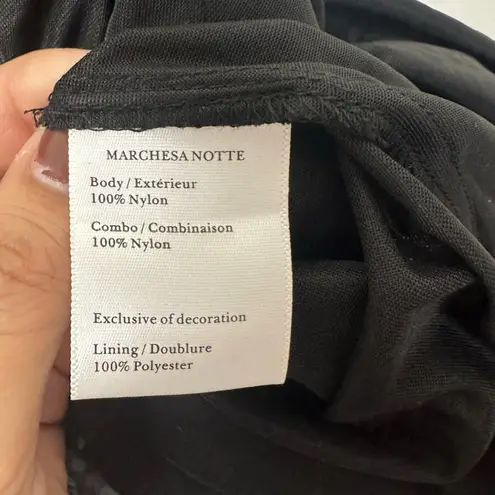 MARCHESA NOTTE
Body / Extérieur
100% Nylon
Combo / Combinaison
100% Nylon
Exclusive of decoration
Lining / Doublure
100% Polyester